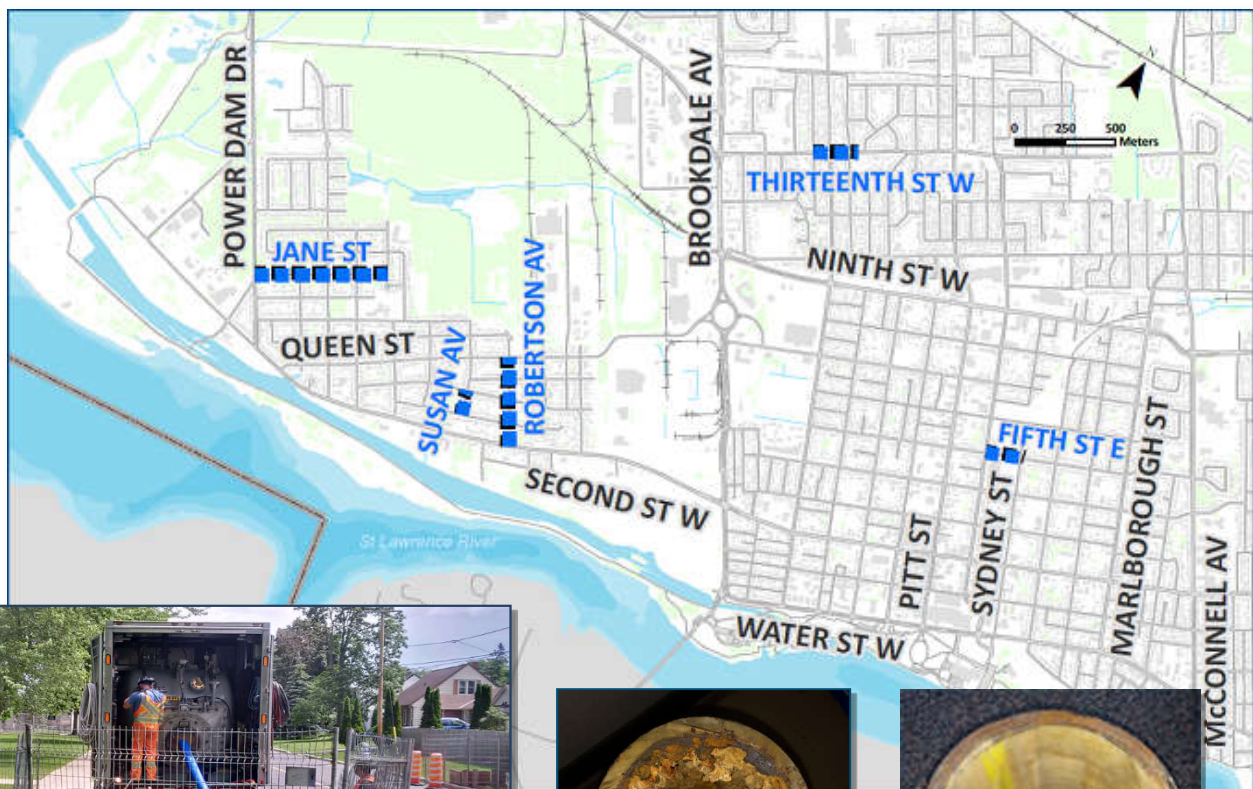 POWER DAM DR
BROOKDALE AV
N
0 250 500
Meters
THIRTEENTH ST W
JANE ST
NINTH ST W
ROBERTSON AV
QUEEN ST
SUSAN AV
FIFTH ST E
MARLBOROUGH ST
SECOND ST W
SYDNEY ST
PITT ST
St Lawrence River
McCONNELL AV
WATER ST W